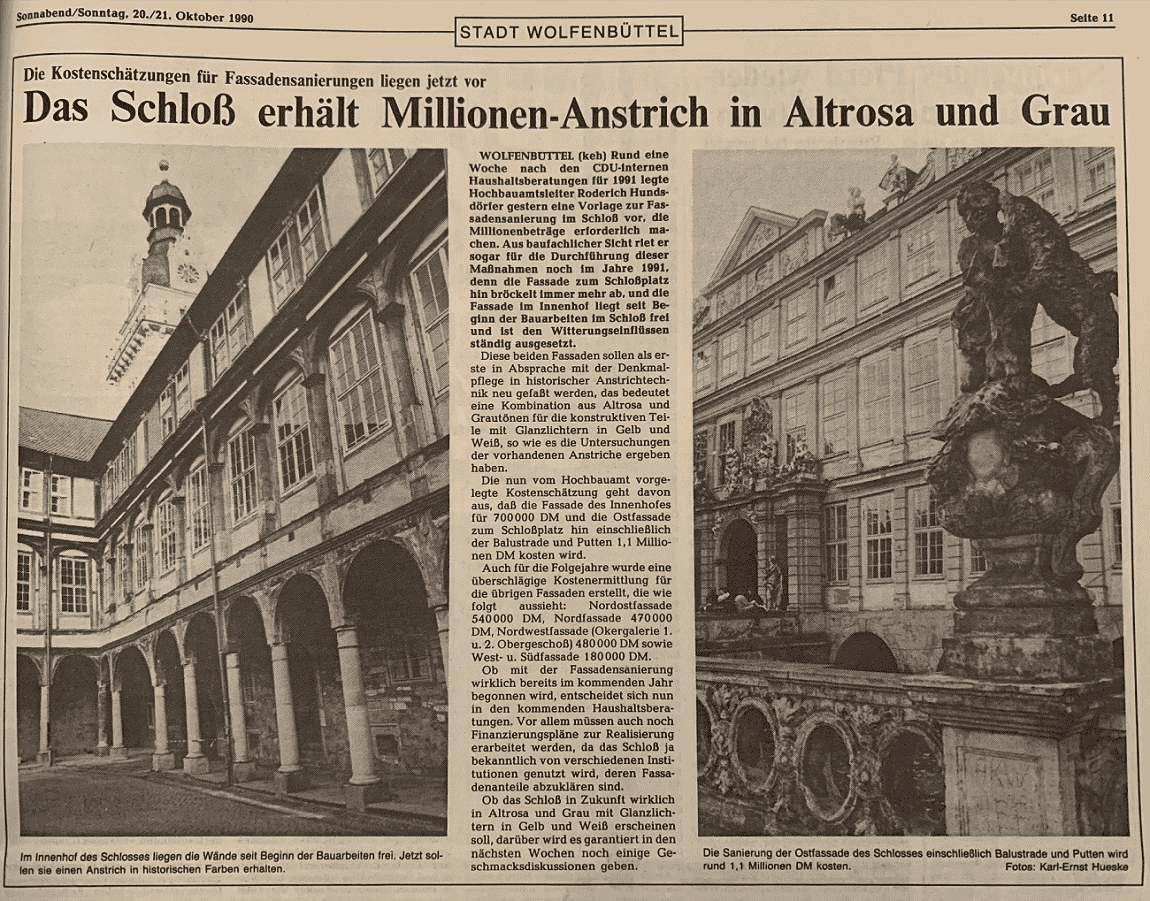 Sonnabend/Sonntag, 20./21. Oktober 1990
STADT WOLFENBÜTTEL
Seite 11
Die Kostenschätzungen für Fassadensanierungen liegen jetzt vor
Das Schloß erhält Millionen-Anstrich in Altrosa und Grau
WOLFENBÜTTEL (keh) Rund eine
Woche nach den CDU-internen
Haushaltsberatungen für 1991 legte
Hochbauamtsleiter Roderich Hunds-
dörfer gestern eine Vorlage zur Fas-
sadensanierung im Schloß vor, die
Millionenbeträge erforderlich ma-
chen. Aus baufachlicher Sicht riet er
sogar für die Durchführung dieser
Maßnahmen noch im Jahre 1991,
denn die Fassade zum Schloßplatz
hin bröckelt immer mehr ab, und die
Fassade im Innenhof liegt seit Be-
ginn der Bauarbeiten im Schloß frei
und ist den Witterungseinflüssen
ständig ausgesetzt.
Diese beiden Fassaden sollen als er-
ste in Absprache mit der Denkmal-
pflege in historischer Anstrichtech-
nik neu gefaßt werden, das bedeutet
eine Kombination aus Altrosa und
Grautönen für die konstruktiven Tei-
le mit Glanzlichtern in Gelb und
Weiß, so wie es die Untersuchungen
der vorhandenen Anstriche ergeben
haben.
Die nun vom Hochbauamt vorge-
legte Kostenschätzung geht davon
aus, daß die Fassade des Innenhofes
für 700000 DM und die Ostfassade
zum Schloßplatz hin einschließlich
der Balustrade und Putten 1,1 Millio-
nen DM kosten wird.
Auch für die Folgejahre wurde eine
überschlägige Kostenermittlung für
die übrigen Fassaden erstellt, die wie
folgt aussieht: Nordostfassade
540000 DM, Nordfassade 470000
DM, Nordwestfassade (Okergalerie 1.
u. 2. Obergeschoß) 480000 DM sowie
West- u. Südfassade 180000 DM.
Ob mit der Fassadensanierung
wirklich bereits im kommenden Jahr
begonnen wird, entscheidet sich nun
in den kommenden Haushaltsbera-
tungen. Vor allem müssen auch noch
Finanzierungspläne zur Realisierung
erarbeitet werden, da das Schloß ja
bekanntlich von verschiedenen Insti-
tutionen genutzt wird, deren Fassa-
denanteile abzuklären sind.
Ob das Schloß in Zukunft wirklich
in Altrosa und Grau mit Glanzlich-
tern in Gelb und Weiß erscheinen
soll, darüber wird es garantiert in den
nächsten Wochen noch einige Ge-
schmacksdiskussionen geben.
Im Innenhof des Schlosses liegen die Wände seit Beginn der Bauarbeiten frei. Jetzt sol-
len sie einen Anstrich in historischen Farben erhalten.
Die Sanierung der Ostfassade des Schlosses einschließlich Balustrade und Putten wird
rund 1,1 Millionen DM kosten. Fotos: Karl-Ernst Hueske